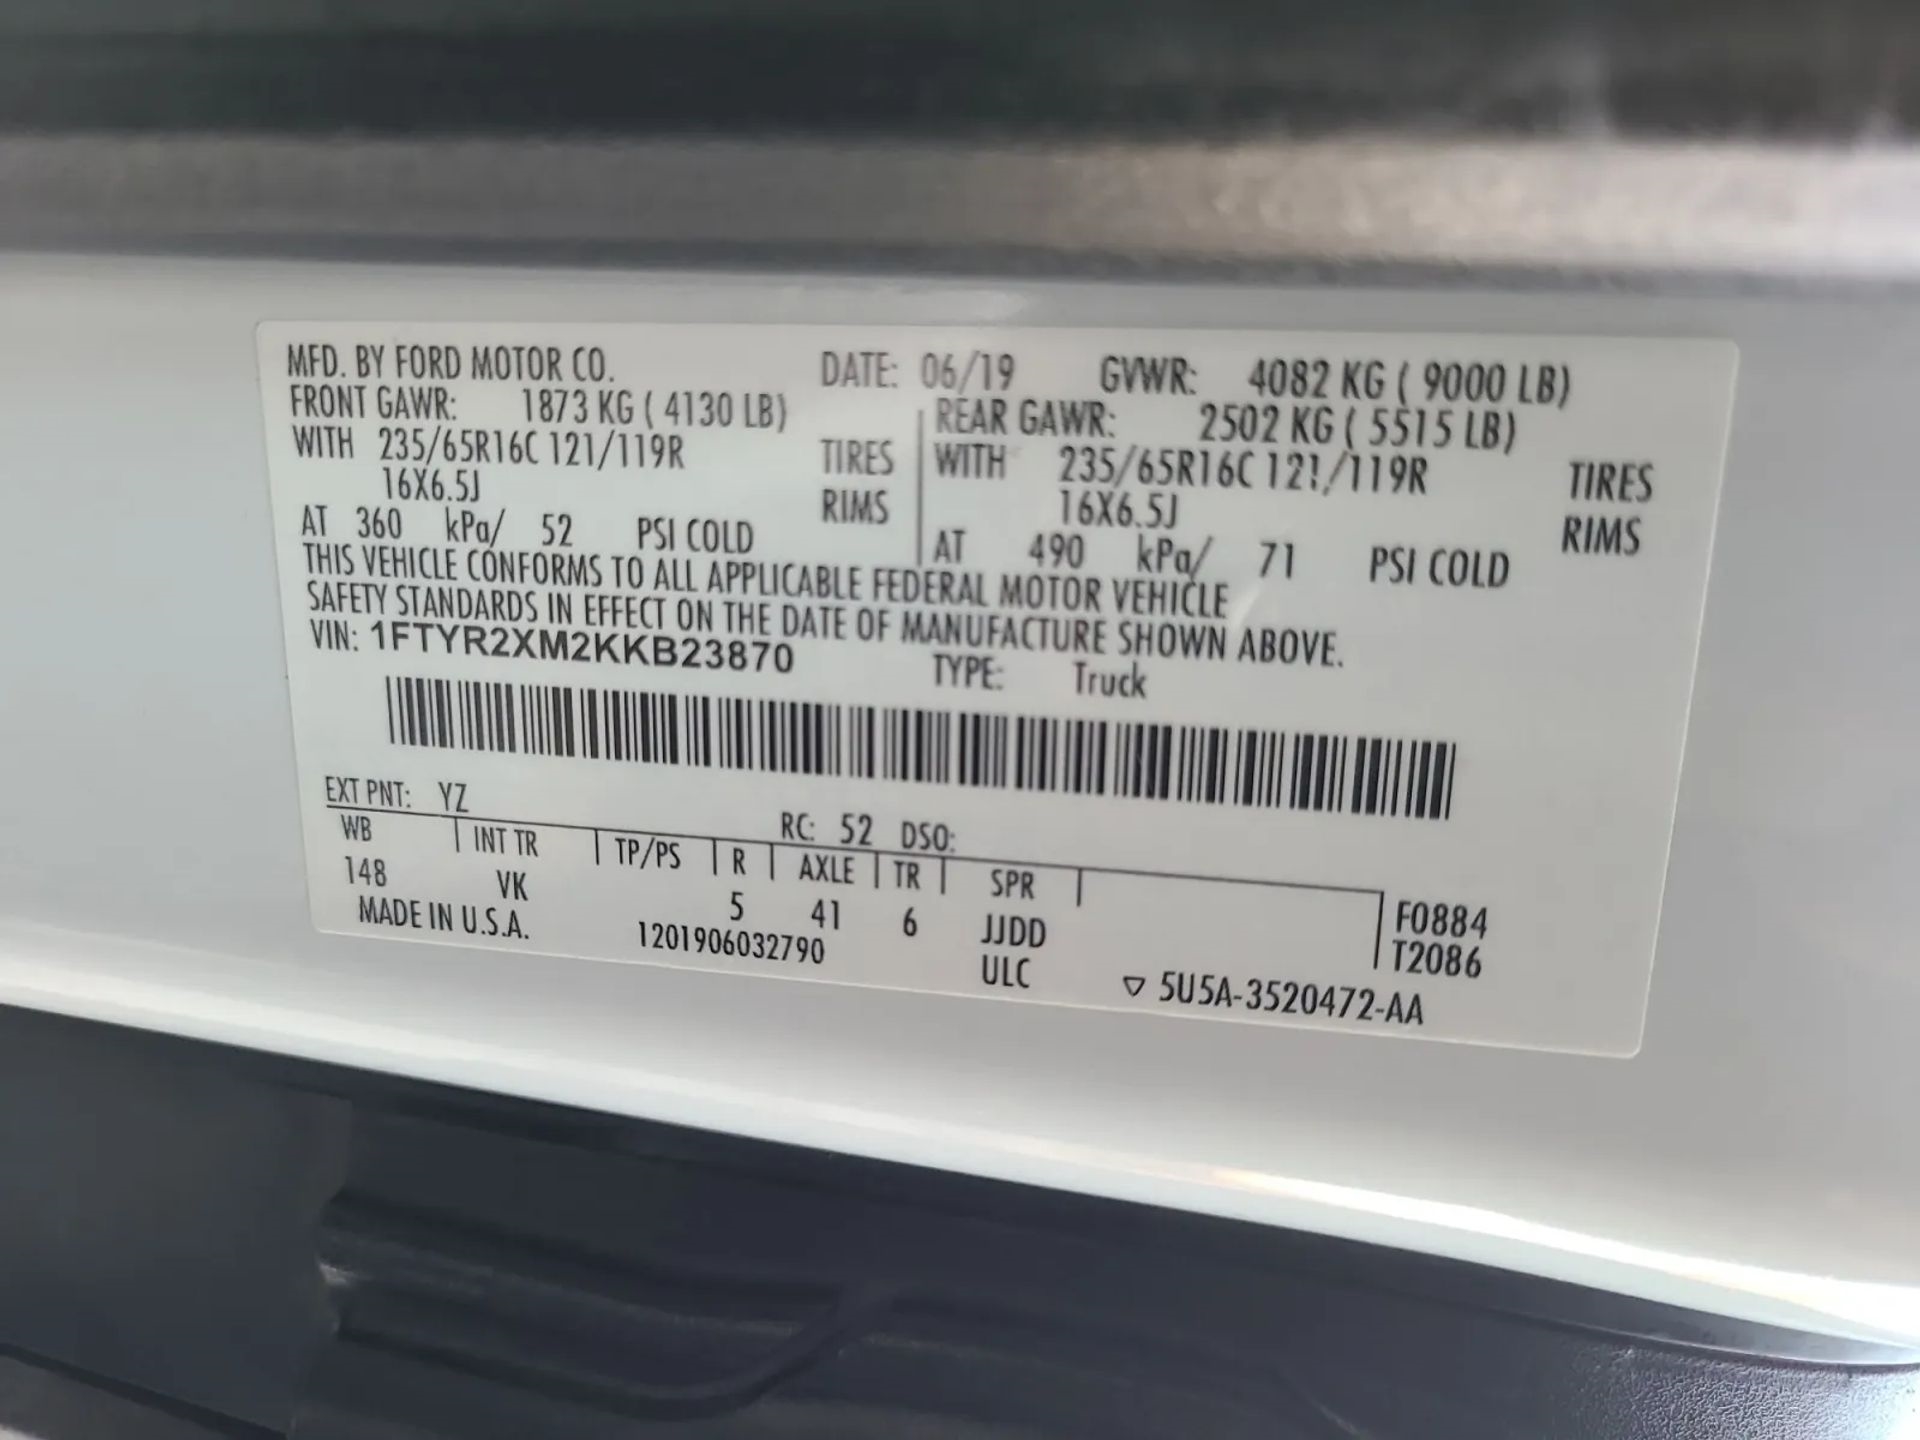 MFD. BY FORD MOTOR CO. DATE: 06/19 GVWR: 4082 KG ( 9000 LB)
FRONT GAWR: 1873 KG ( 4130 LB) REAR GAWR: 2502 KG ( 5515 LB)
WITH 235/65R16C 121/119R TIRES WITH 235/65R16C 121/119R TIRES
16X6.5J RIMS 16X6.5J RIMS
AT 360 kPa/ 52 PSI COLD AT 490 kPa/ 71 PSI COLD
THIS VEHICLE CONFORMS TO ALL APPLICABLE FEDERAL MOTOR VEHICLE
SAFETY STANDARDS IN EFFECT ON THE DATE OF MANUFACTURE SHOWN ABOVE.
VIN: 1FTYR2XM2KKB23870 TYPE: Truck
EXT PNT: YZ RC: 52 DSO:
WB INT TR TP/PS R AXLE TR SPR
148 VK 5 41 6 JJDD F0884
MADE IN U.S.A. 1201906032790 ULC T2086
▽ 5U5A-3520472-AA